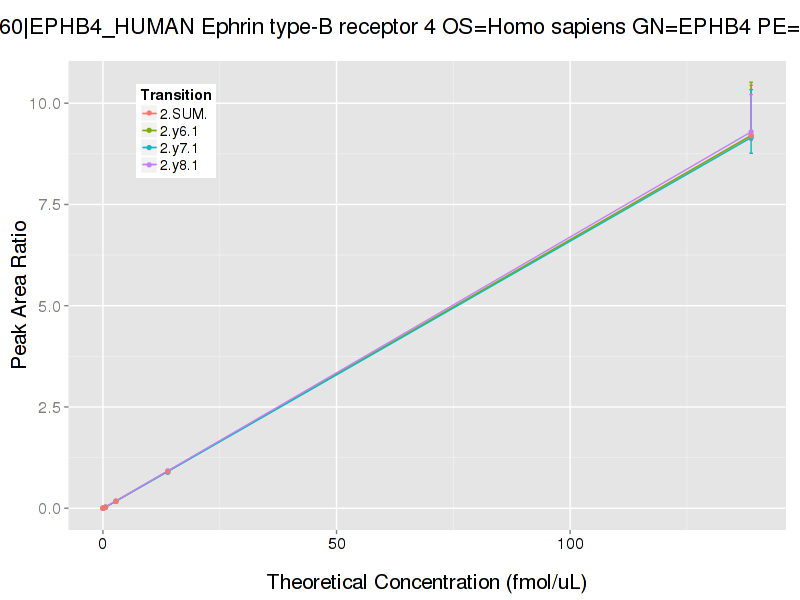 60|EPHB4_HUMAN Ephrin type-B receptor 4 OS=Homo sapiens GN=EPHB4 PE=
Transition
2.SUM.
2.y6.1
2.y7.1
2.y8.1
10.0
7.5
5.0
2.5
0.0
Peak Area Ratio
0 50 100
Theoretical Concentration (fmol/uL)